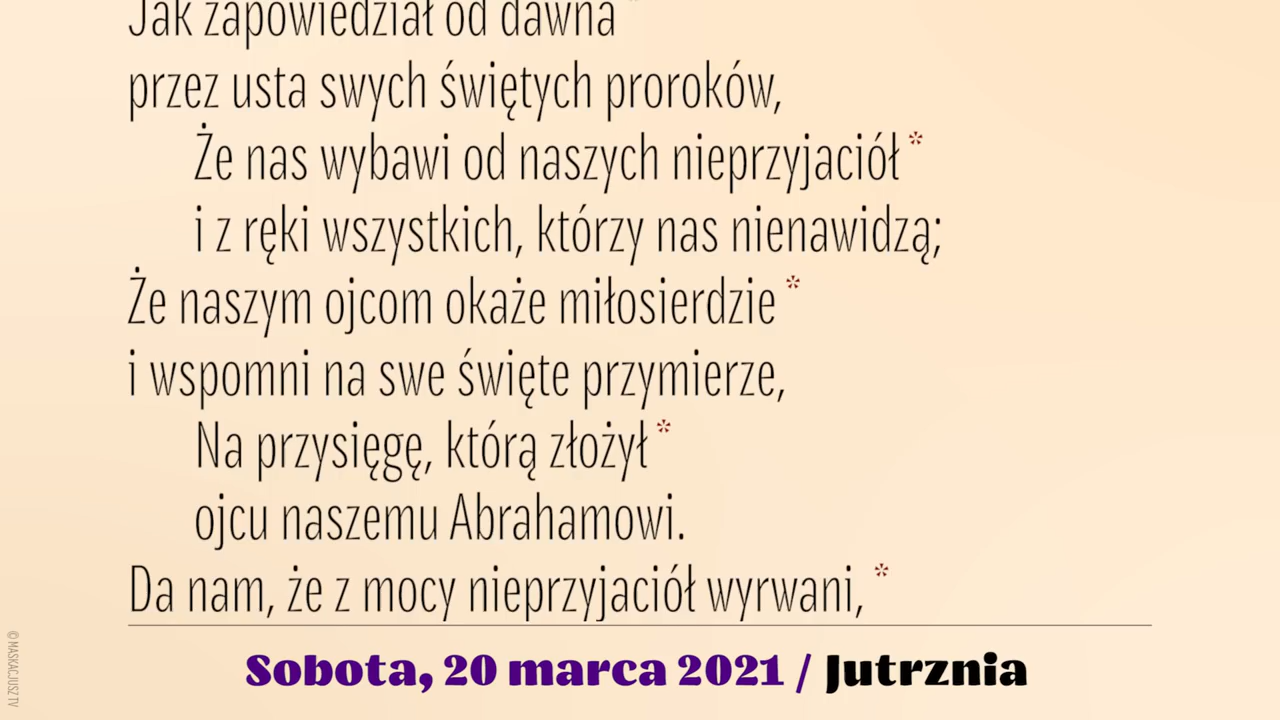 Jak zapowiedział od dawna *
przez usta swych świętych proroków,
Że nas wybawi od naszych nieprzyjaciół *
i z ręki wszystkich, którzy nas nienawidzą;
Że naszym ojcom okaże miłosierdzie *
i wspomni na swe święte przymierze,
Na przysięgę, którą złożył *
ojcu naszemu Abrahamowi.
Da nam, że z mocy nieprzyjaciół wyrwani, *
Sobota, 20 marca 2021 / Jutrznia
© MASKACJUSZ TV